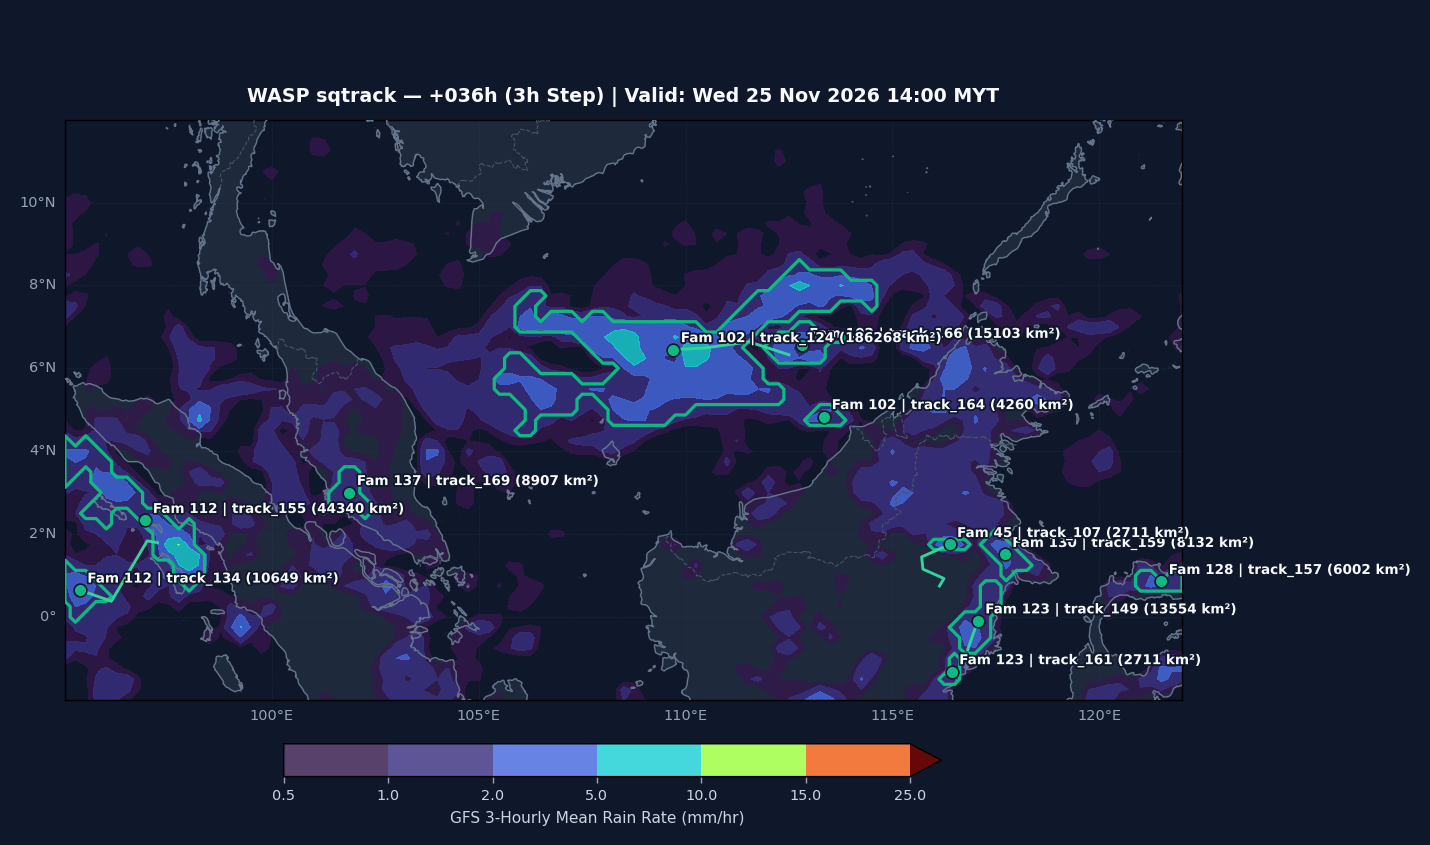 WASP sqtrack — +036h (3h Step) | Valid: Wed 25 Nov 2026 14:00 MYT
10°N
8°N
6°N
4°N
2°N
0°
100°E
105°E
110°E
115°E
120°E
166 (15103 km²)
Fam 102 | track_124 (186268 km²)
Fam 102 | track_164 (4260 km²)
Fam 137 | track_169 (8907 km²)
Fam 112 | track_155 (44340 km²)
Fam 45 | track_107 (2711 km²)
track_159 (8132 km²)
Fam 128 | track_157 (6002 km²)
Fam 112 | track_134 (10649 km²)
Fam 123 | track_149 (13554 km²)
Fam 123 | track_161 (2711 km²)
0.5
1.0
2.0
5.0
10.0
15.0
25.0
GFS 3-Hourly Mean Rain Rate (mm/hr)